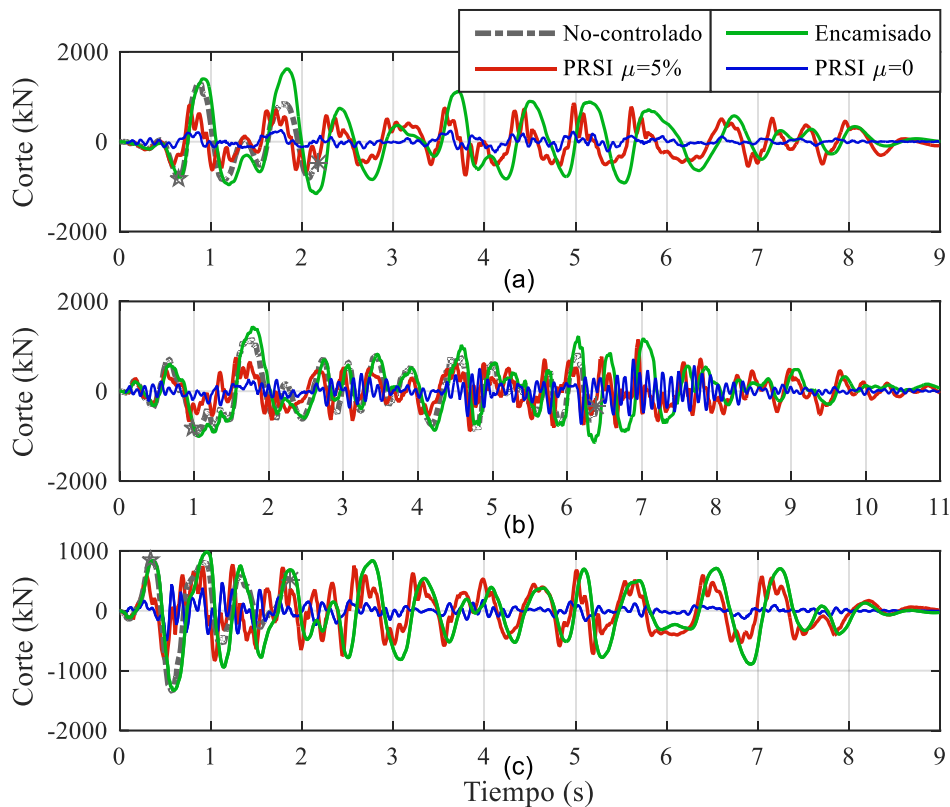 No-controlado Encamisado
PRSI μ=5% PRSI μ=0
2000
0
-2000
Corte (kN)
0 1 2 3 4 5 6 7 8 9
(a)
2000
0
-2000
Corte (kN)
0 1 2 3 4 5 6 7 8 9 10 11
(b)
1000
0
-1000
-2000
Corte (kN)
0 1 2 3 4 5 6 7 8 9
(c)
Tiempo (s)